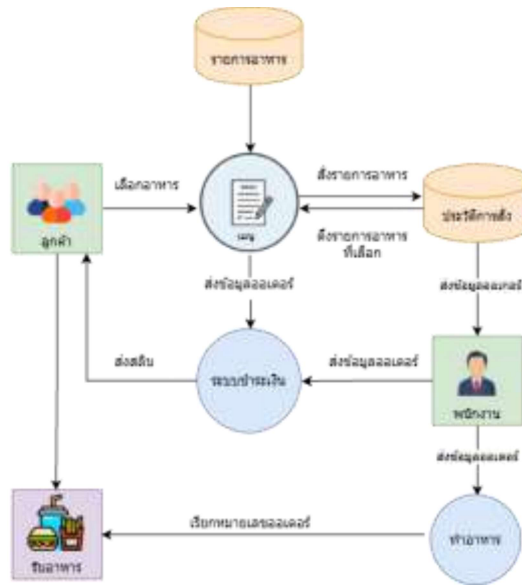 รายการอาหาร
เลือกอาหาร
สั่งรายการอาหาร
เมนู
ลูกค้า
ประวัติการสั่ง
ดึงรายการอาหาร
ที่เลือก
ส่งข้อมูลออเดอร์
ส่งข้อมูลออเดอร์
ส่งสลิป
ระบบชำระเงิน
ส่งข้อมูลออเดอร์
พนักงาน
ส่งข้อมูลออเดอร์
เรียกหมายเลขออเดอร์
ทำอาหาร
รับอาหาร